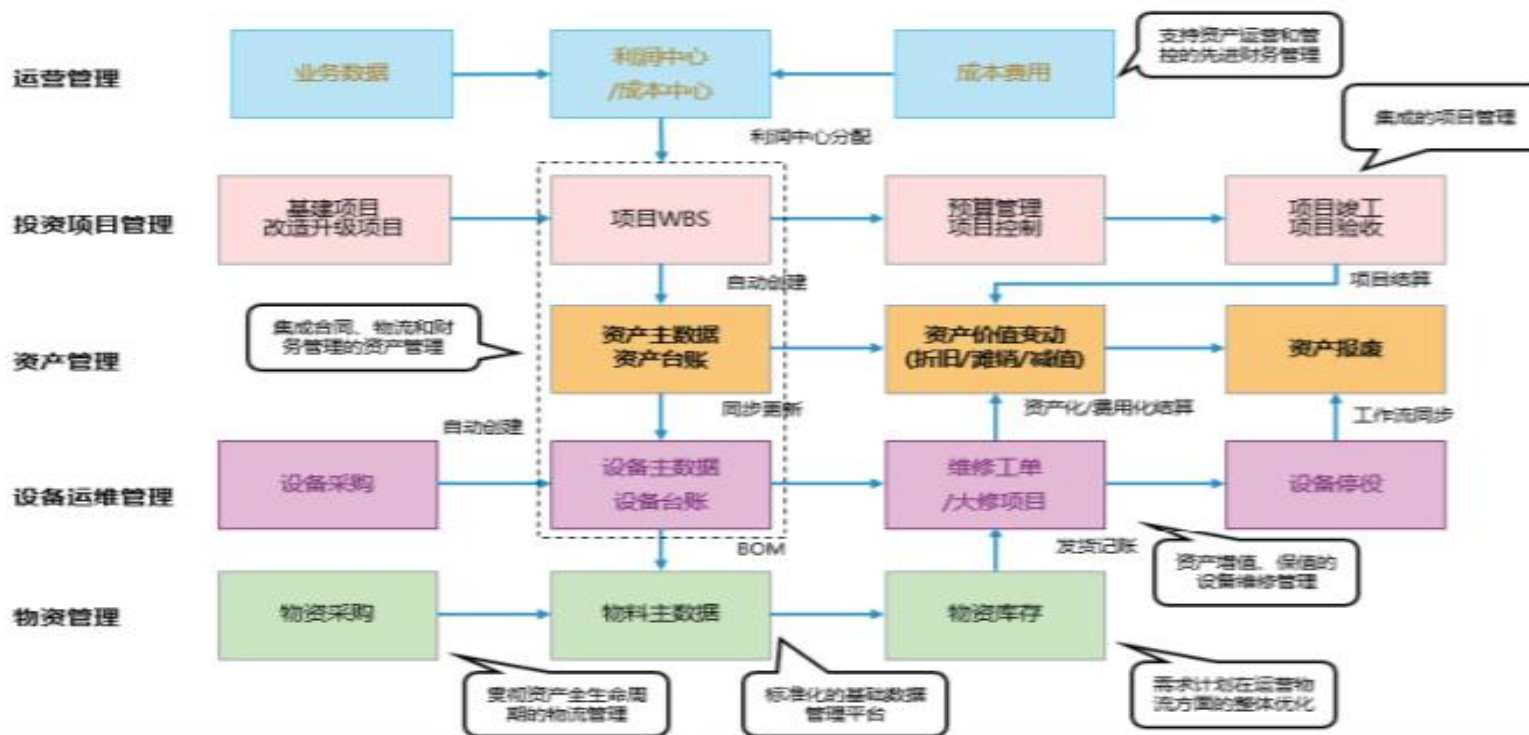 运营管理
业务数据
利润中心
/成本中心
成本费用
支持资产运营和管
控的先进财务管理
集成的项目管理
利润中心分配
投资项目管理
基建项目
改造升级项目
项目WBS
预算管理
项目控制
项目竣工
项目验收
自动创建
项目结算
集成合同、物流和财
务管理的资产管理
资产管理
资产主数据
资产台账
资产价值变动
(折旧/滩销/减值)
资产报废
自动创建
同步更新
资产化/费用化结算
工作流同步
设备运维管理
设备采购
设备主数据
设备台账
维修工单
/大修项目
设备停役
BOM
发货记账
资产增值、保值的
设备维修管理
物资管理
物资采购
物料主数据
物资库存
贯彻资产全生命周
期的物流管理
标准化的基础数据
管理平台
需求计划在运营物
流方面的整体优化